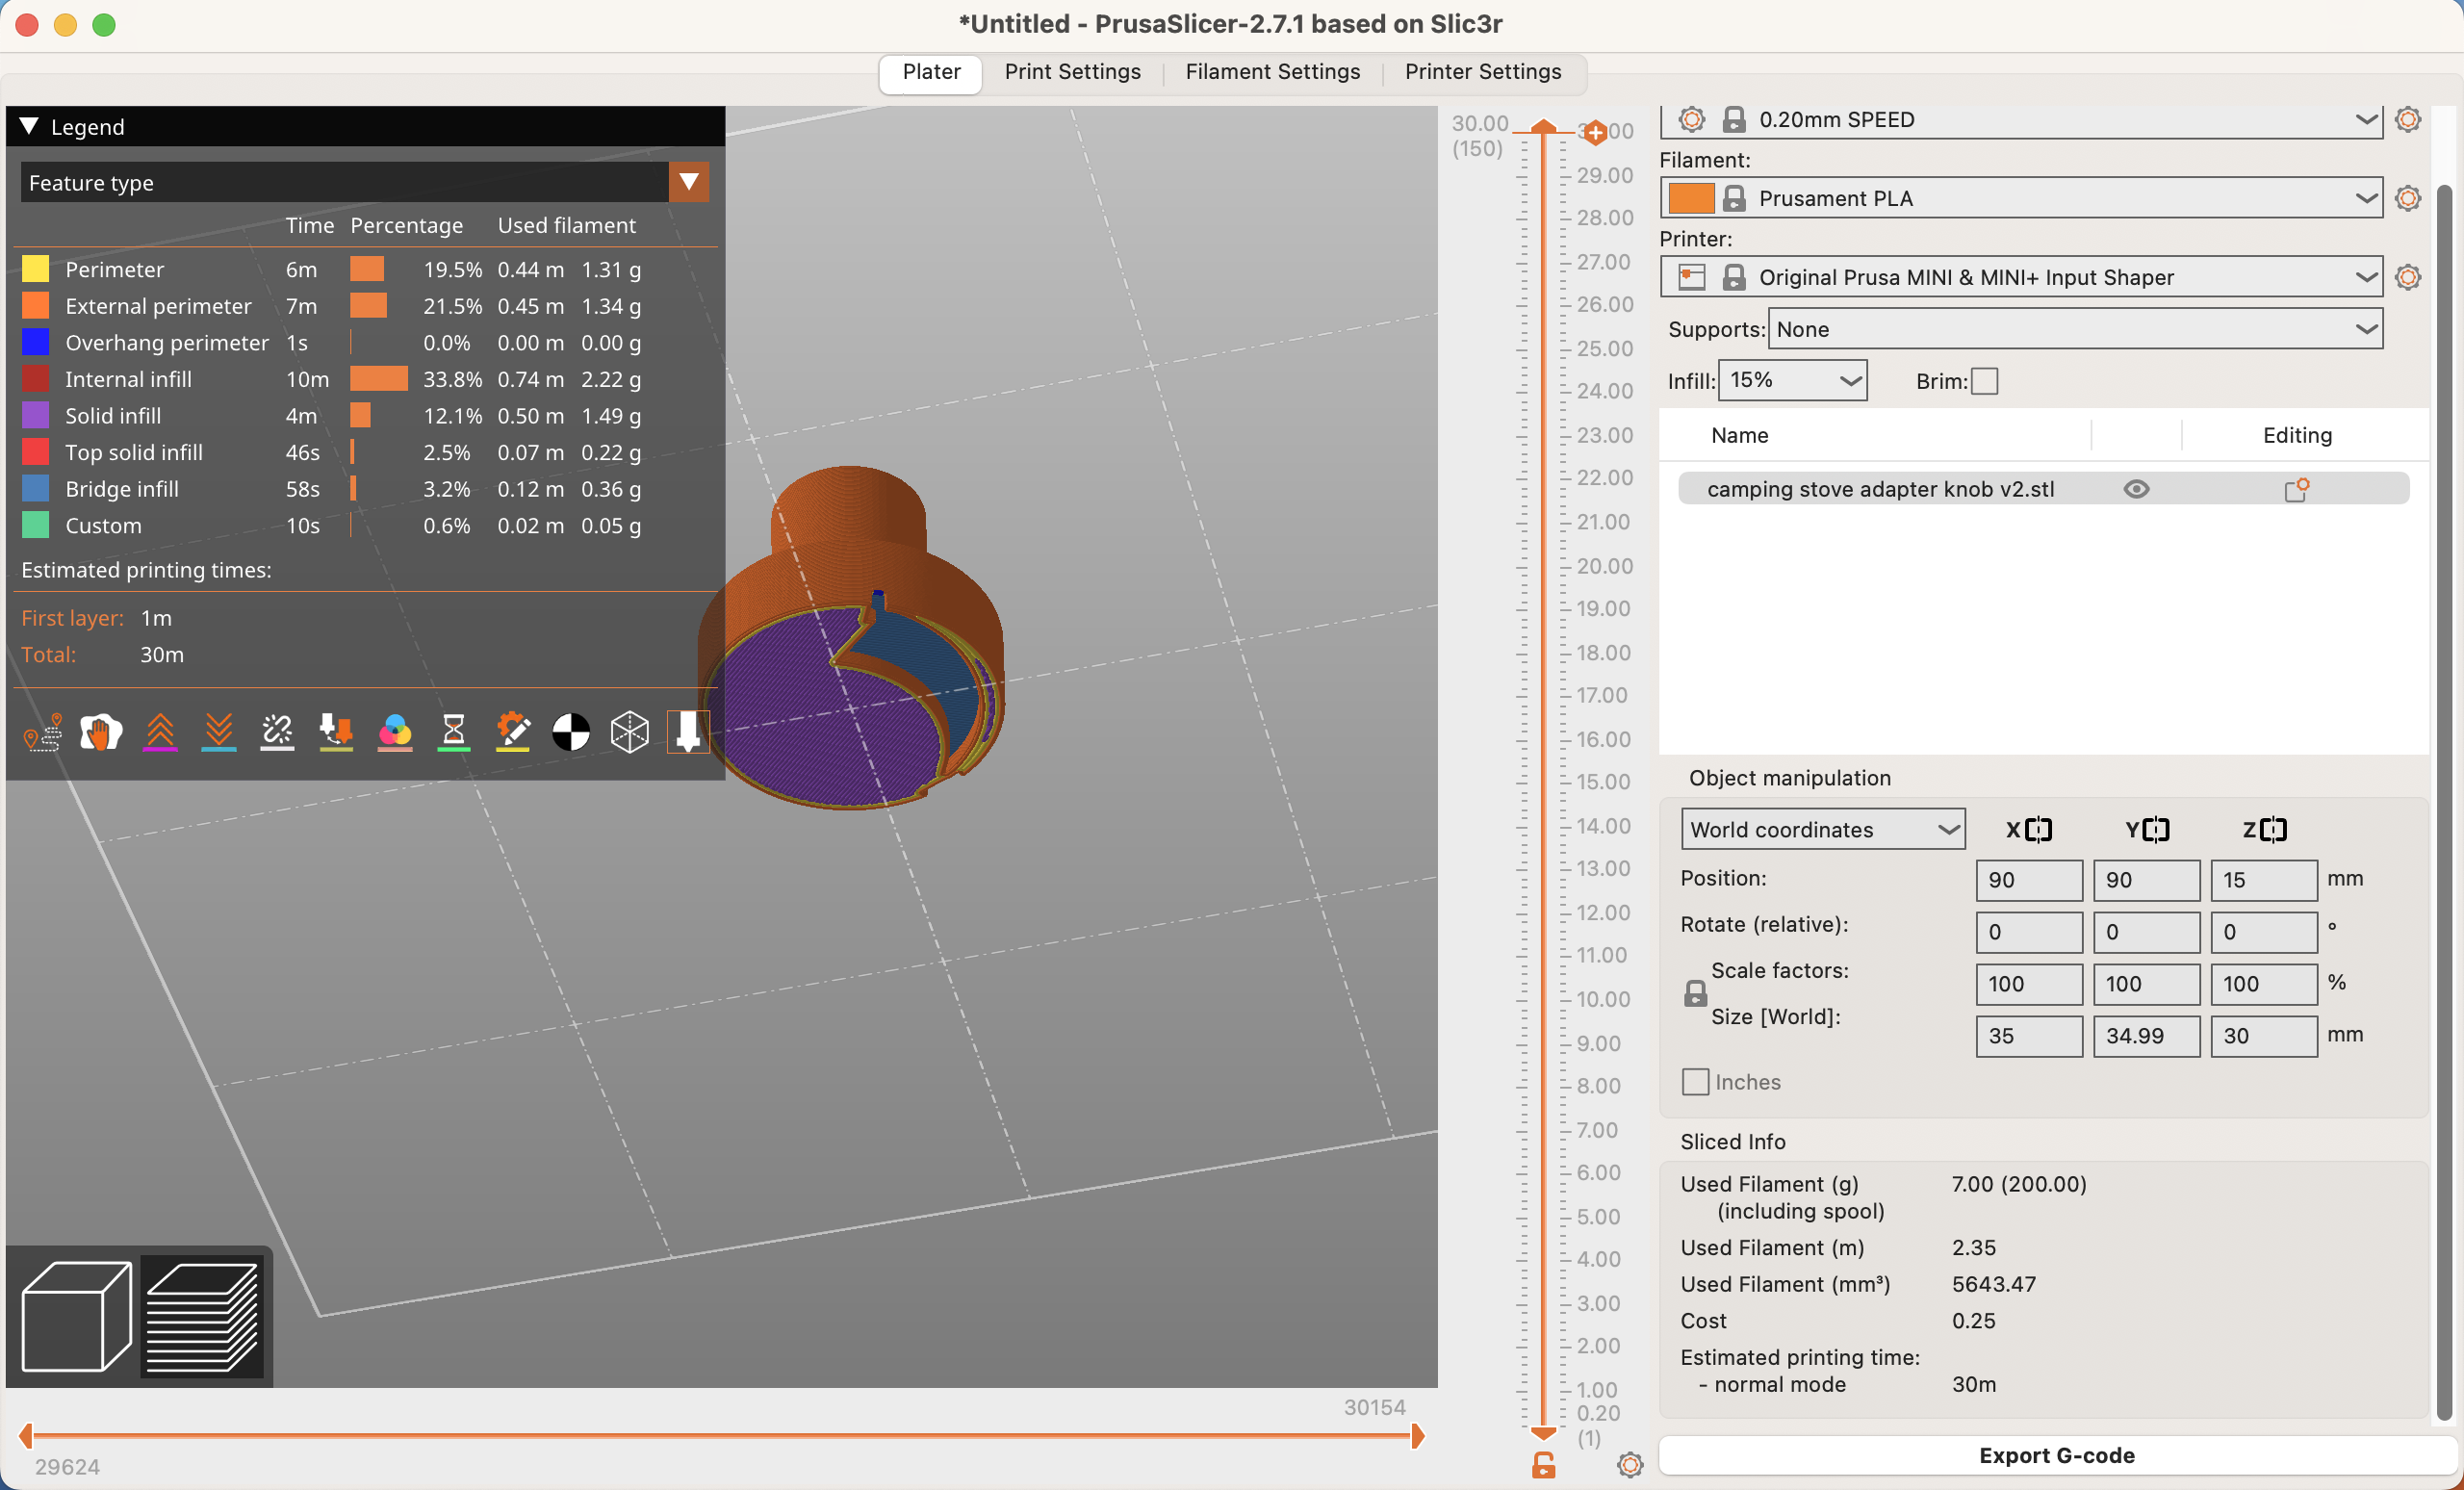 *Untitled - PrusaSlicer-2.7.1 based on Slic3r
Plater Print Settings Filament Settings Printer Settings
Legend
Feature type
Time Percentage Used filament
Perimeter 6m 19.5% 0.44 m 1.31 g
External perimeter 7m 21.5% 0.45 m 1.34 g
Overhang perimeter 1s 0.0% 0.00 m 0.00 g
Internal infill 10m 33.8% 0.74 m 2.22 g
Solid infill 4m 12.1% 0.50 m 1.49 g
Top solid infill 46s 2.5% 0.07 m 0.22 g
Bridge infill 58s 3.2% 0.12 m 0.36 g
Custom 10s 0.6% 0.02 m 0.05 g
Estimated printing times:
First layer: 1m
Total: 30m
30154
29624
30.00
(150)
29.00
28.00
27.00
26.00
25.00
24.00
23.00
22.00
21.00
20.00
19.00
18.00
17.00
16.00
15.00
14.00
13.00
12.00
11.00
10.00
9.00
8.00
7.00
6.00
5.00
4.00
3.00
2.00
1.00
0.20
(1)
0.20mm SPEED
Filament:
Prusament PLA
Printer:
Original Prusa MINI & MINI+ Input Shaper
Supports: None
Infill: 15% Brim:
Name Editing
camping stove adapter knob v2.stl
Object manipulation
World coordinates X Y Z
Position: 90 90 15 mm
Rotate (relative): 0 0 0 °
Scale factors: 100 100 100 %
Size [World]: 35 34.99 30 mm
Inches
Sliced Info
Used Filament (g) 7.00 (200.00)
(including spool)
Used Filament (m) 2.35
Used Filament (mm³) 5643.47
Cost 0.25
Estimated printing time:
- normal mode 30m
Export G-code